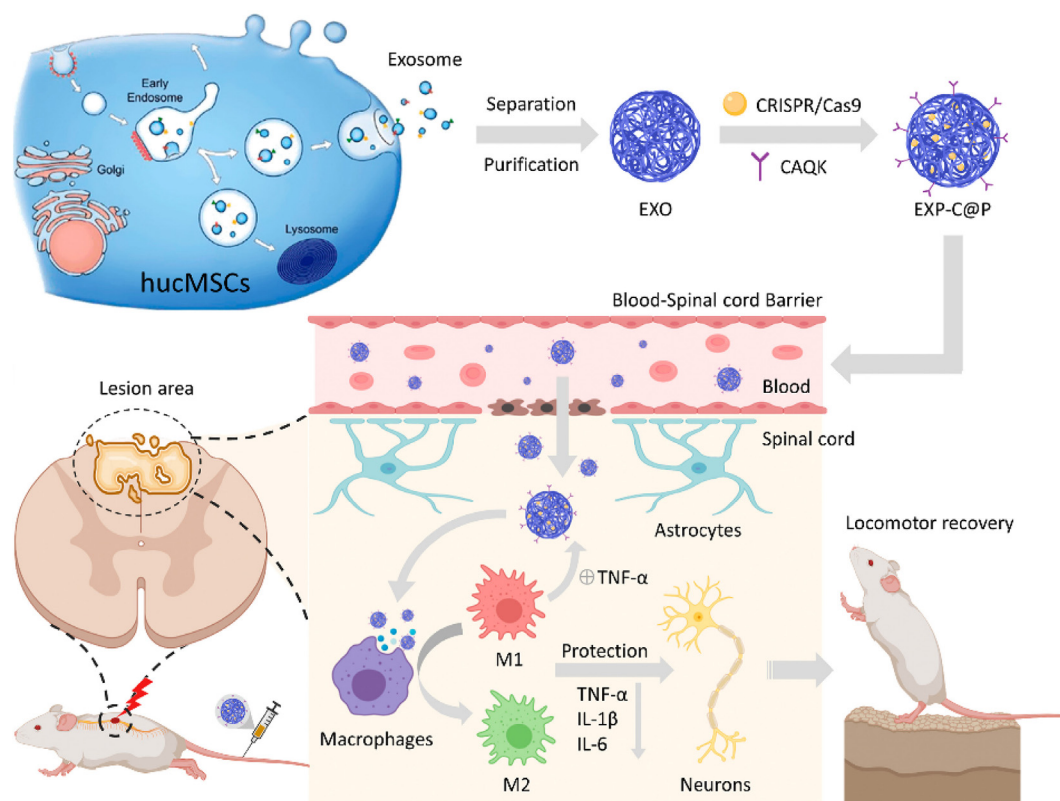 Exosome
Early
Endosome
Golgi
Lysosome
hucMSCs
Separation
Purification
EXO
CRISPR/Cas9
CAQK
EXP-C@P
Blood-Spinal cord Barrier
Blood
Spinal cord
Lesion area
Astrocytes
⊕TNF-α
M1
Macrophages
M2
Protection
TNF-α
IL-1β
IL-6
Neurons
Locomotor recovery